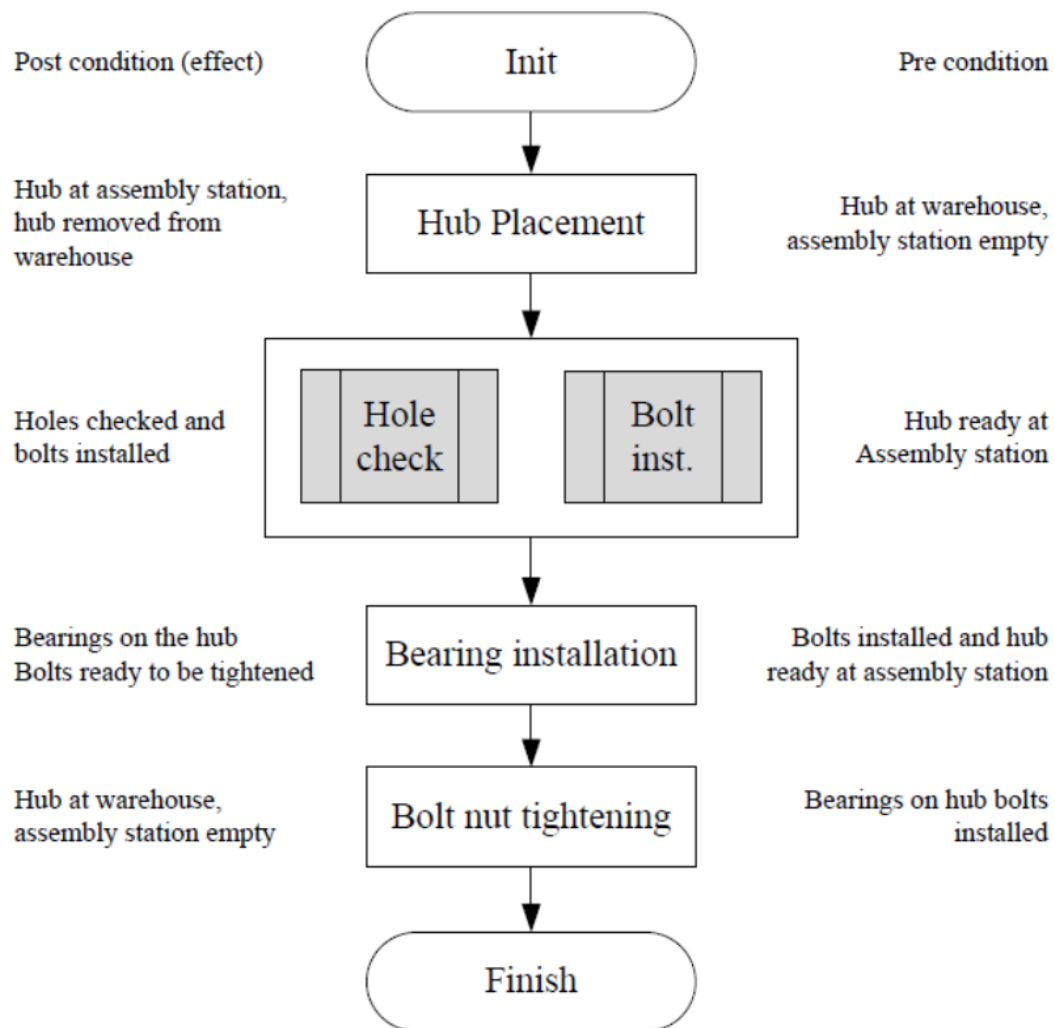 Post condition (effect)
Init
Pre condition
Hub at assembly station,
hub removed from
warehouse
Hub Placement
Hub at warehouse,
assembly station empty
Holes checked and
bolts installed
Hole
check
Bolt
inst.
Hub ready at
Assembly station
Bearings on the hub
Bolts ready to be tightened
Bearing installation
Bolts installed and hub
ready at assembly station
Hub at warehouse,
assembly station empty
Bolt nut tightening
Bearings on hub bolts
installed
Finish